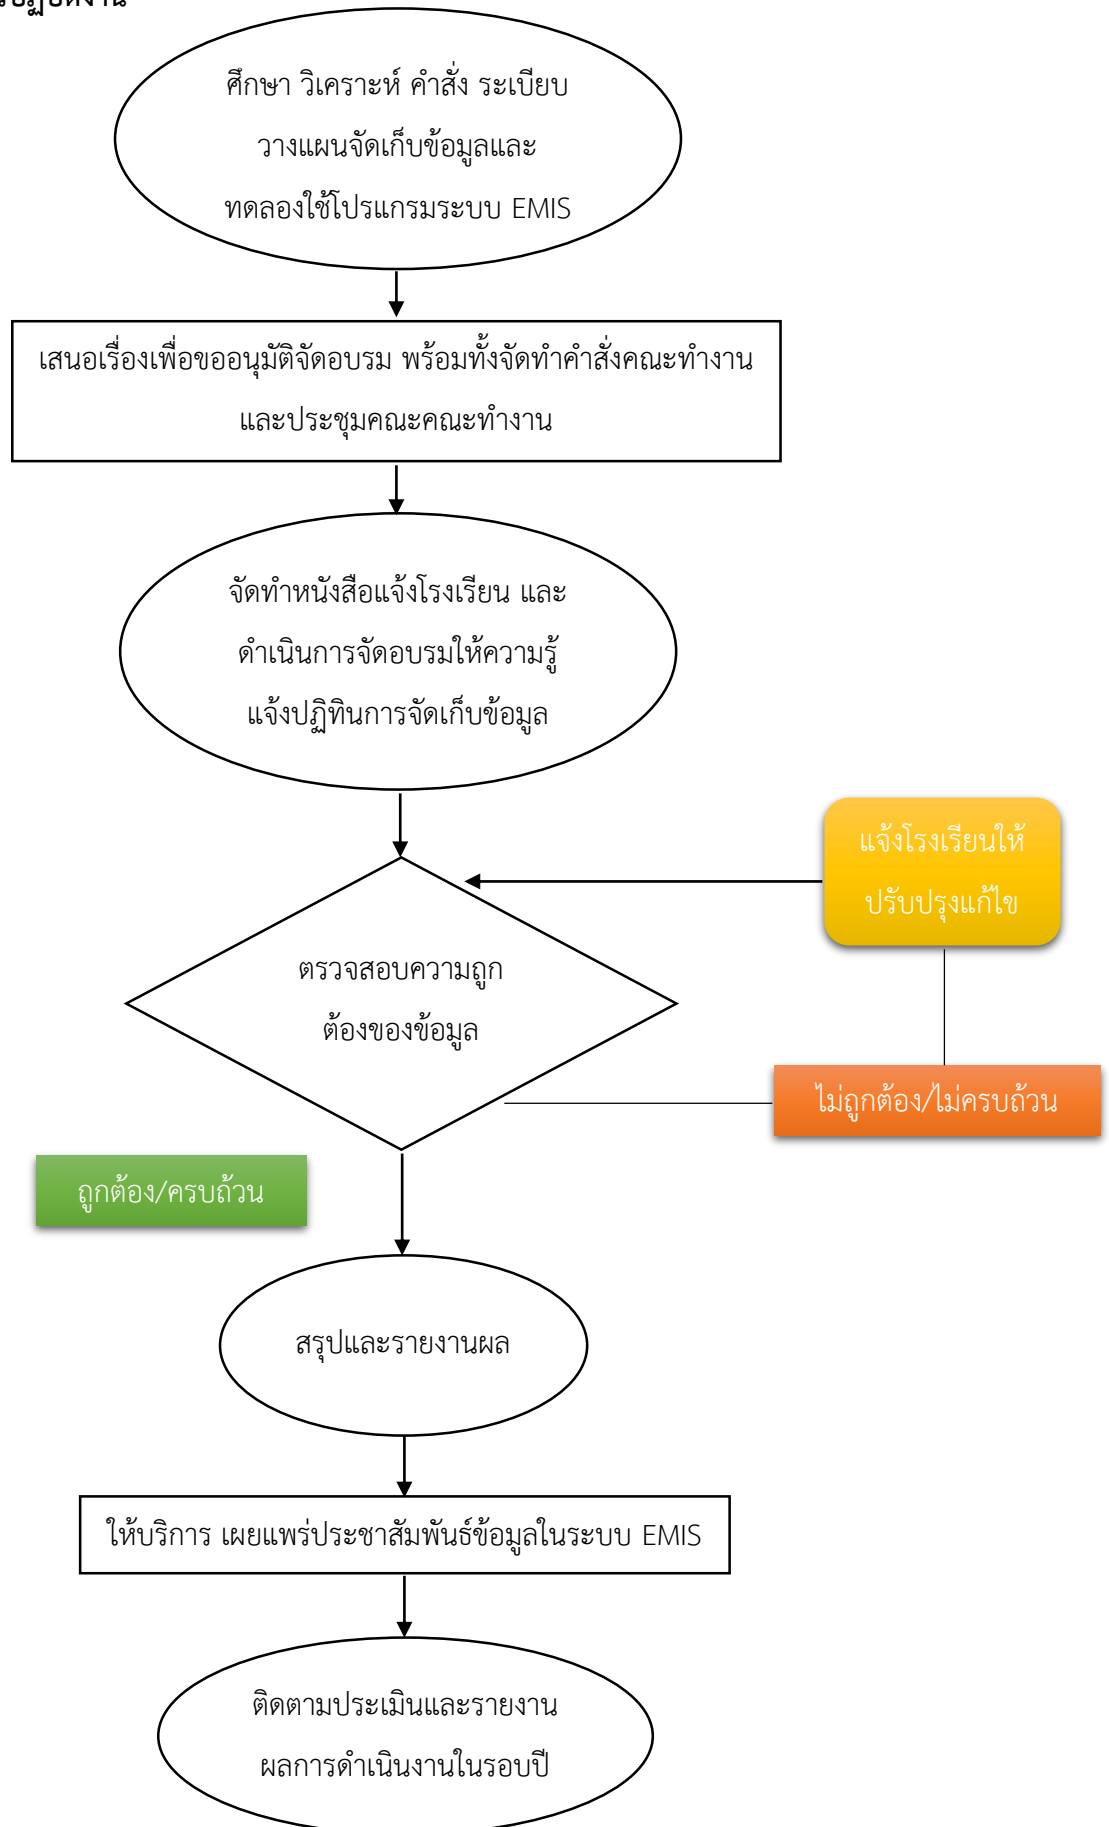 ศึกษา วิเคราะห์ คำสั่ง ระเบียบ
วางแผนจัดเก็บข้อมูลและ
ทดลองใช้โปรแกรมระบบ EMIS
เสนอเรื่องเพื่อขออนุมัติจัดอบรม พร้อมทั้งจัดทำคำสั่งคณะทำงาน
และประชุมคณะคณะทำงาน
จัดทำหนังสือแจ้งโรงเรียน และ
ดำเนินการจัดอบรมให้ความรู้
แจ้งปฏิทินการจัดเก็บข้อมูล
แจ้งโรงเรียนให้
ปรับปรุงแก้ไข
ตรวจสอบความถูก
ต้องของข้อมูล
ไม่ถูกต้อง/ไม่ครบถ้วน
ถูกต้อง/ครบถ้วน
สรุปและรายงานผล
ให้บริการ เผยแพร่ประชาสัมพันธ์ข้อมูลในระบบ EMIS
ติดตามประเมินและรายงาน
ผลการดำเนินงานในรอบปี